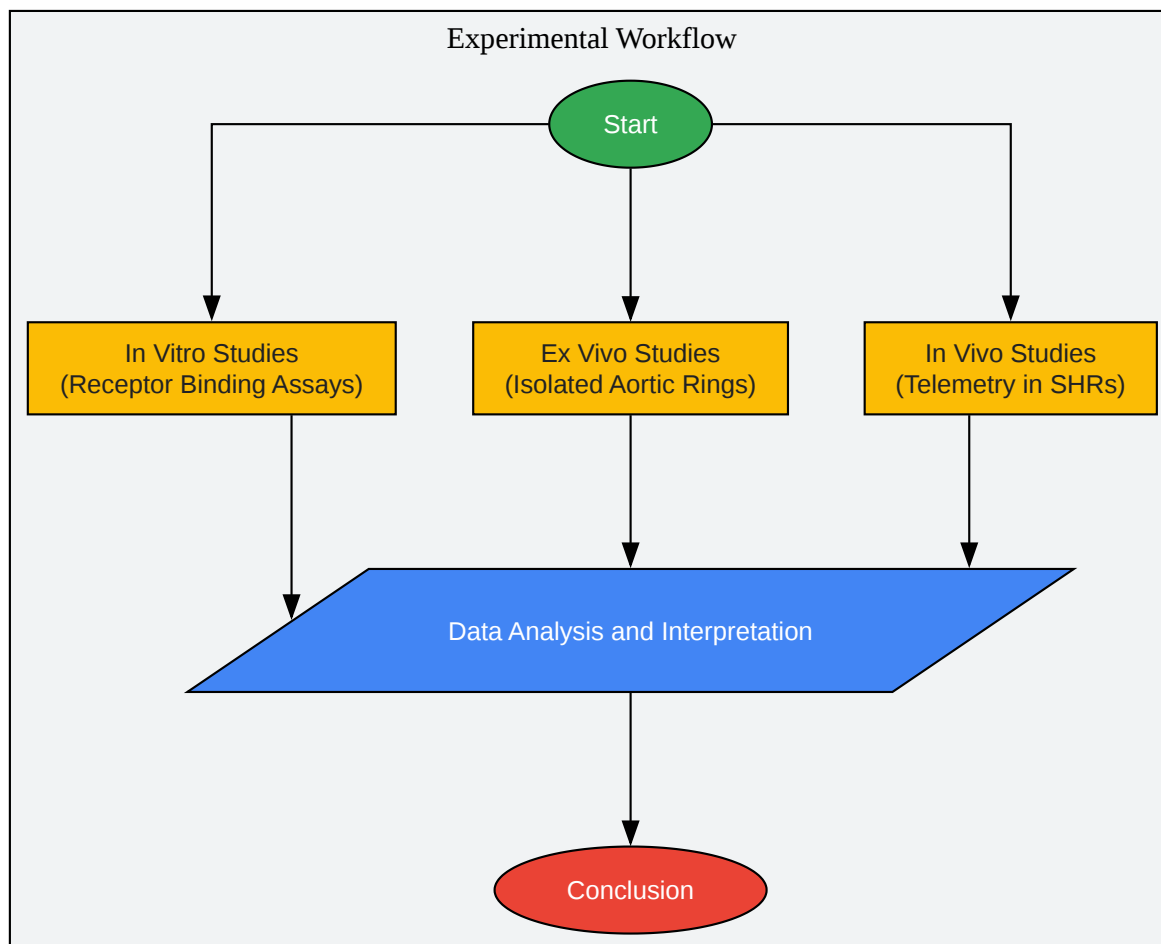 Experimental Workflow
Start
In Vitro Studies
(Receptor Binding Assays)
Ex Vivo Studies
(Isolated Aortic Rings)
In Vivo Studies
(Telemetry in SHRs)
Data Analysis and Interpretation
Conclusion